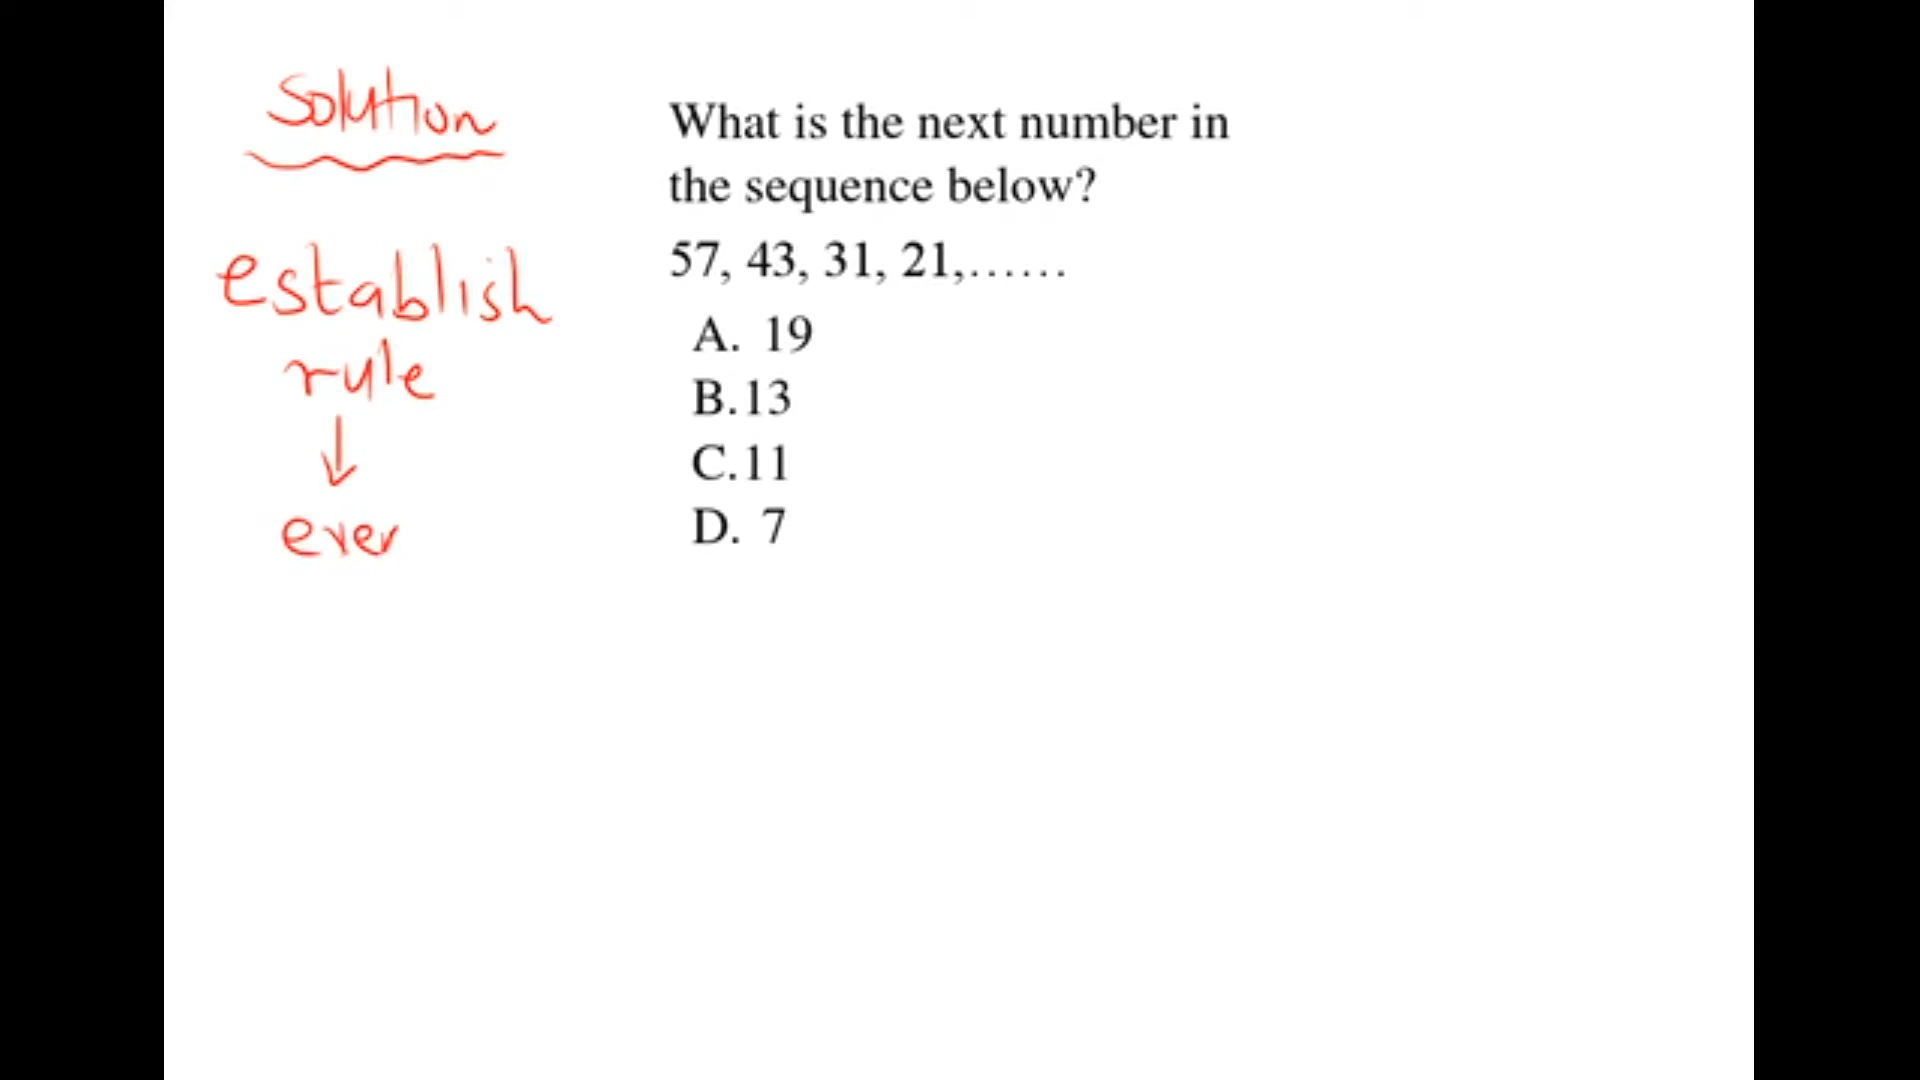 Solution
establish
rule
↓
ever
What is the next number in
the sequence below?
57, 43, 31, 21,......
A. 19
B.13
C.11
D. 7